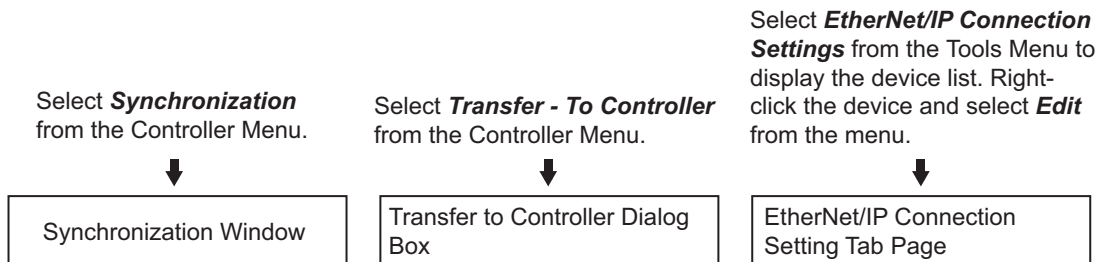 Select Synchronization
from the Controller Menu.
Synchronization Window
Select Transfer - To Controller
from the Controller Menu.
Transfer to Controller Dialog
Box
Select EtherNet/IP Connection
Settings from the Tools Menu to
display the device list. Right-
click the device and select Edit
from the menu.
EtherNet/IP Connection
Setting Tab Page